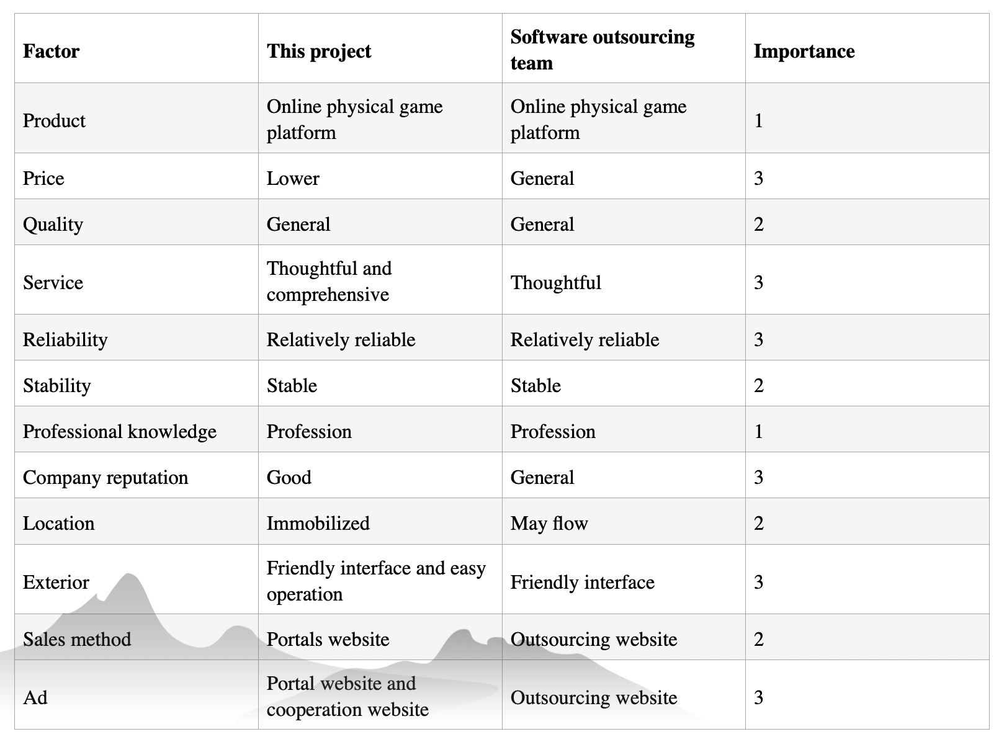 Factor
This project
Software outsourcing
team
Importance
Product
Online physical game
platform
Online physical game
platform
1
Price
Lower
General
3
Quality
General
General
2
Service
Thoughtful and
comprehensive
Thoughtful
3
Reliability
Relatively reliable
Relatively reliable
3
Stability
Stable
Stable
2
Professional knowledge
Profession
Profession
1
Company reputation
Good
General
3
Location
Immobilized
May flow
2
Exterior
Friendly interface and easy
operation
Friendly interface
3
Sales method
Portals website
Outsourcing website
2
Ad
Portal website and
cooperation website
Outsourcing website
3